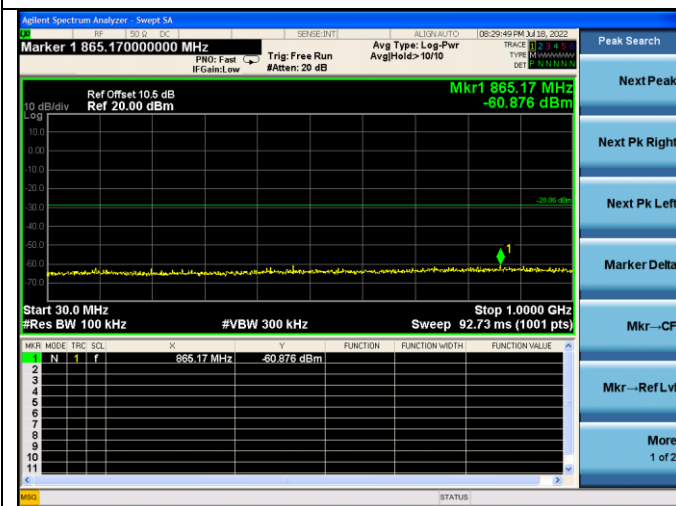 Agilent Spectrum Analyzer - Swept SA
LXI RF 50 Ω DC SENSE:INT ALIGN AUTO 08:29:49 PM Jul 18, 2022
Marker 1 865.170000000 MHz
PNO: Fast
IFGain:Low
Trig: Free Run
#Atten: 20 dB
Avg Type: Log-Pwr
Avg|Hold:>10/10
TRACE 1 2 3 4 5 6
TYPE M WWWWW
DET P N N N N N
Peak Search
Next Peak
Next Pk Right
Next Pk Left
Marker Delta
Mkr→CF
Mkr→Ref Lvl
More
1 of 2
Mkr1 865.17 MHz
-60.876 dBm
Ref Offset 10.5 dB
10 dB/div Ref 20.00 dBm
Log
10.0
0.00
-10.0
-20.0
-30.0
-40.0
-50.0
-60.0
-70.0
1
Start 30.0 MHz Stop 1.0000 GHz
#Res BW 100 kHz #VBW 300 kHz Sweep 92.73 ms (1001 pts)
MKR MODE TRC SCL X Y FUNCTION FUNCTION WIDTH FUNCTION VALUE
1 N 1 f 865.17 MHz -60.876 dBm
2
3
4
5
6
7
8
9
10
11
MSG STATUS